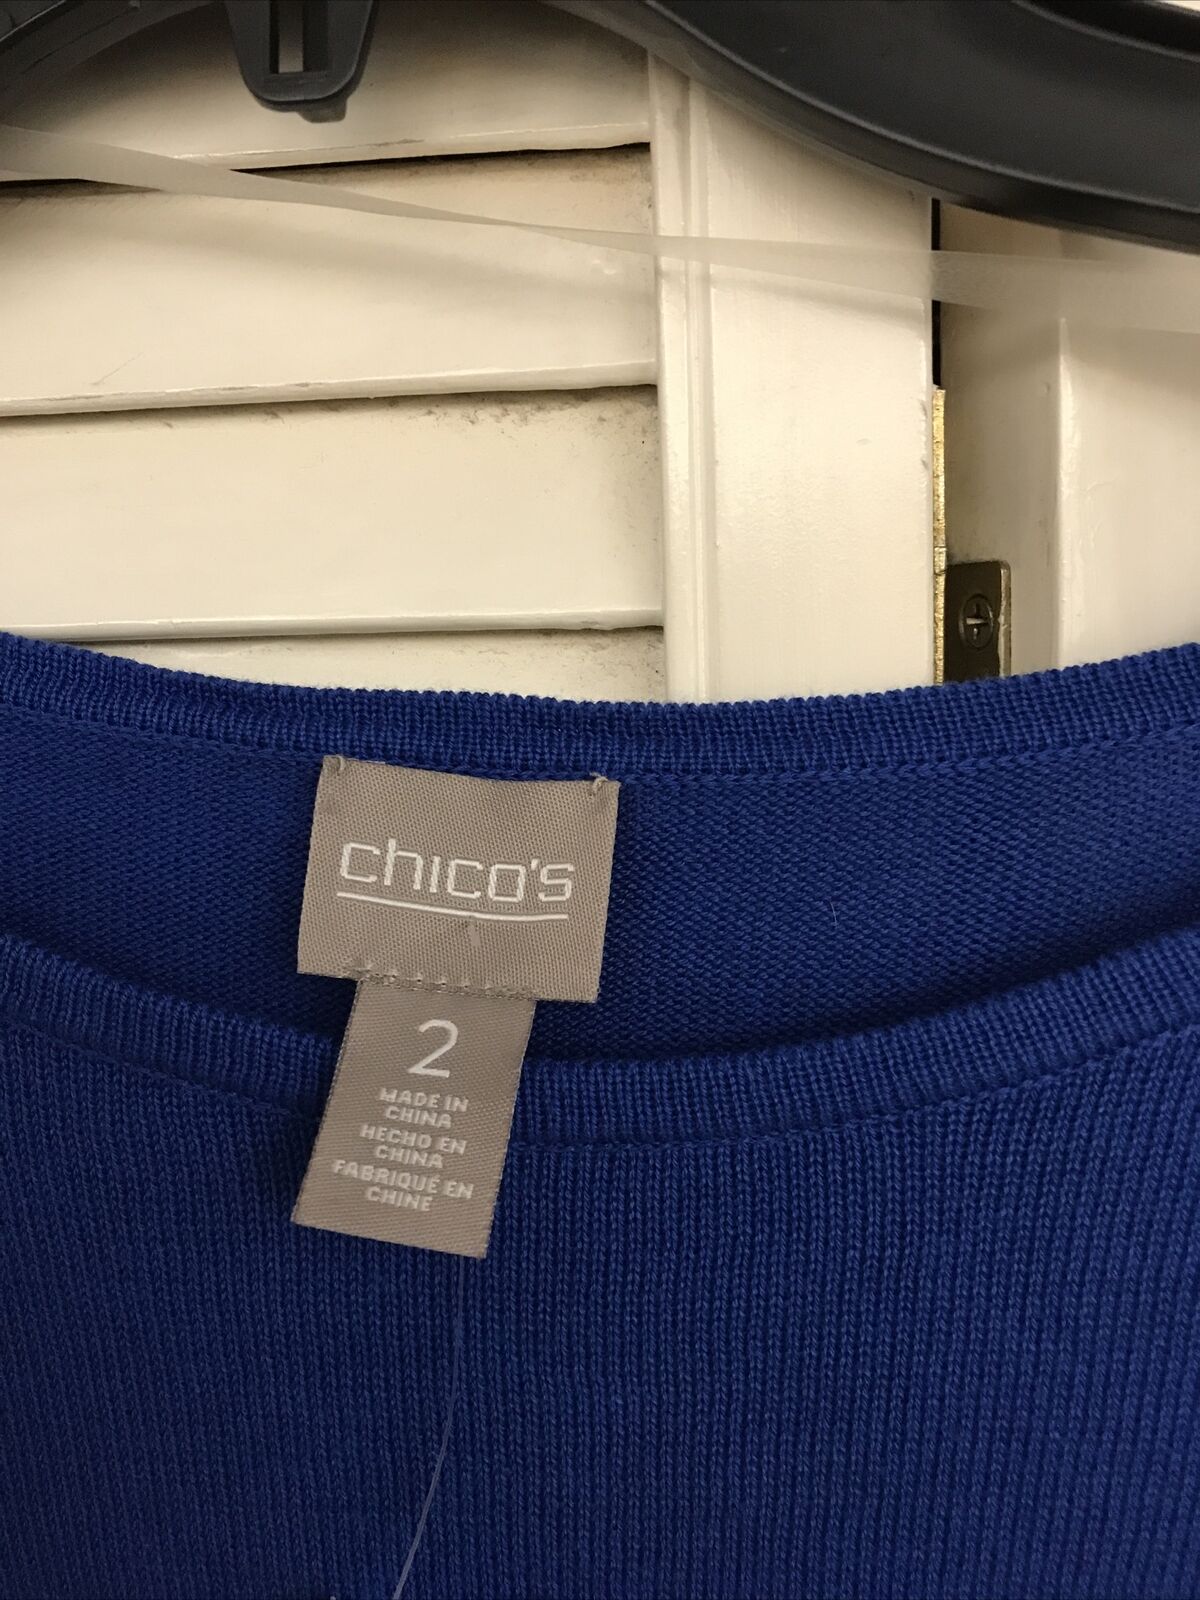 chico's
2
MADE IN
CHINA
HECHO EN
CHINA
FABRIQUÉ EN
CHINE